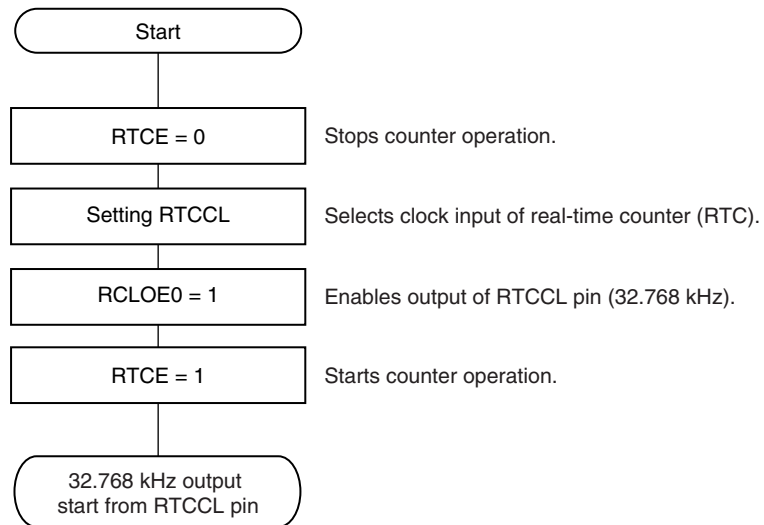 Start
RTCE = 0
Stops counter operation.
Setting RTCCL
Selects clock input of real-time counter (RTC).
RCLOE0 = 1
Enables output of RTCCL pin (32.768 kHz).
RTCE = 1
Starts counter operation.
32.768 kHz output
start from RTCCL pin